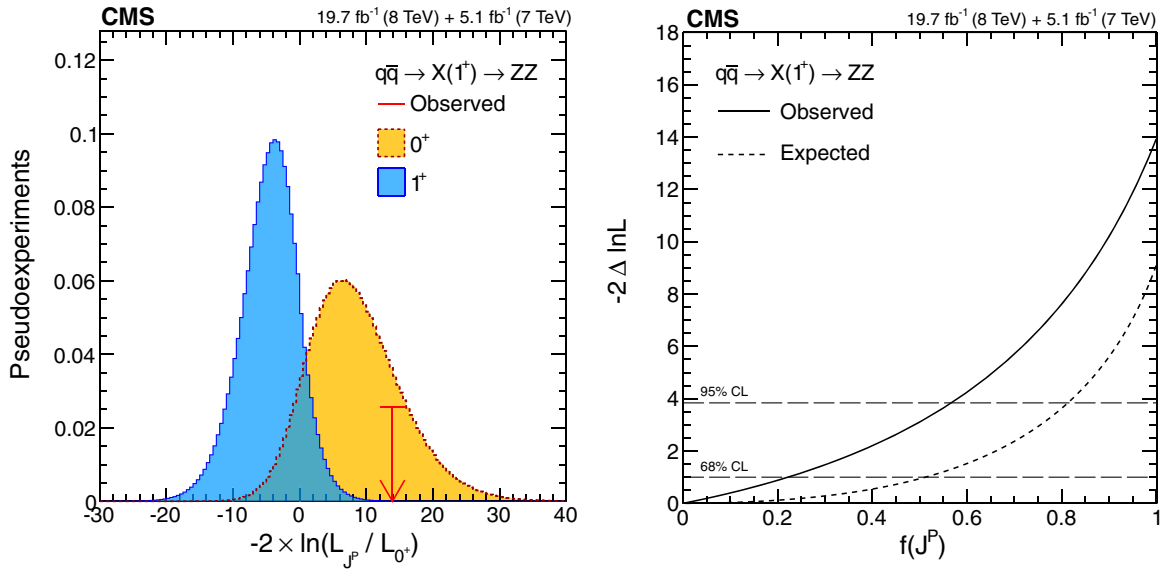 CMS 19.7 fb⁻¹ (8 TeV) + 5.1 fb⁻¹ (7 TeV)
qq̅ → X(1⁺) → ZZ
Observed
0⁺
1⁺
Pseudoexperiments
0.12
0.1
0.08
0.06
0.04
0.02
0
-30 -20 -10 0 10 20 30 40
-2 × ln(L_{J^P} / L_{0⁺})
CMS 19.7 fb⁻¹ (8 TeV) + 5.1 fb⁻¹ (7 TeV)
qq̅ → X(1⁺) → ZZ
Observed
Expected
-2 Δ lnL
18
16
14
12
10
8
6
4
2
0
95% CL
68% CL
0 0.2 0.4 0.6 0.8 1
f(J^P)